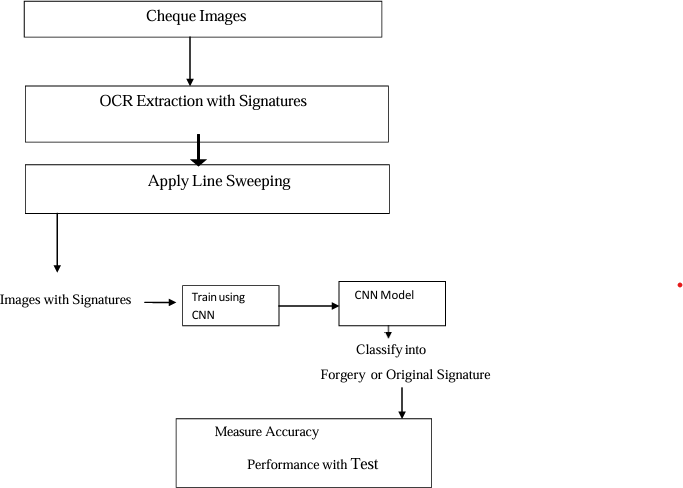 Cheque Images
OCR Extraction with Signatures
Apply Line Sweeping
Images with Signatures
Train using
CNN
CNN Model
Classify into
Forgery or Original Signature
Measure Accuracy
Performance with Test